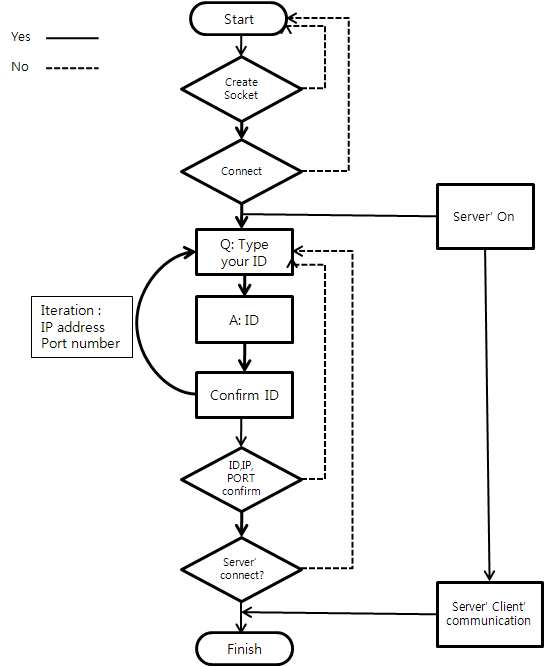 Start
Yes
No
Create
Socket
Connect
Server' On
Q: Type
your ID
Iteration :
IP address
Port number
A: ID
Confirm ID
ID,IP,
PORT
confirm
Server'
connect?
Server' Client'
communication
Finish